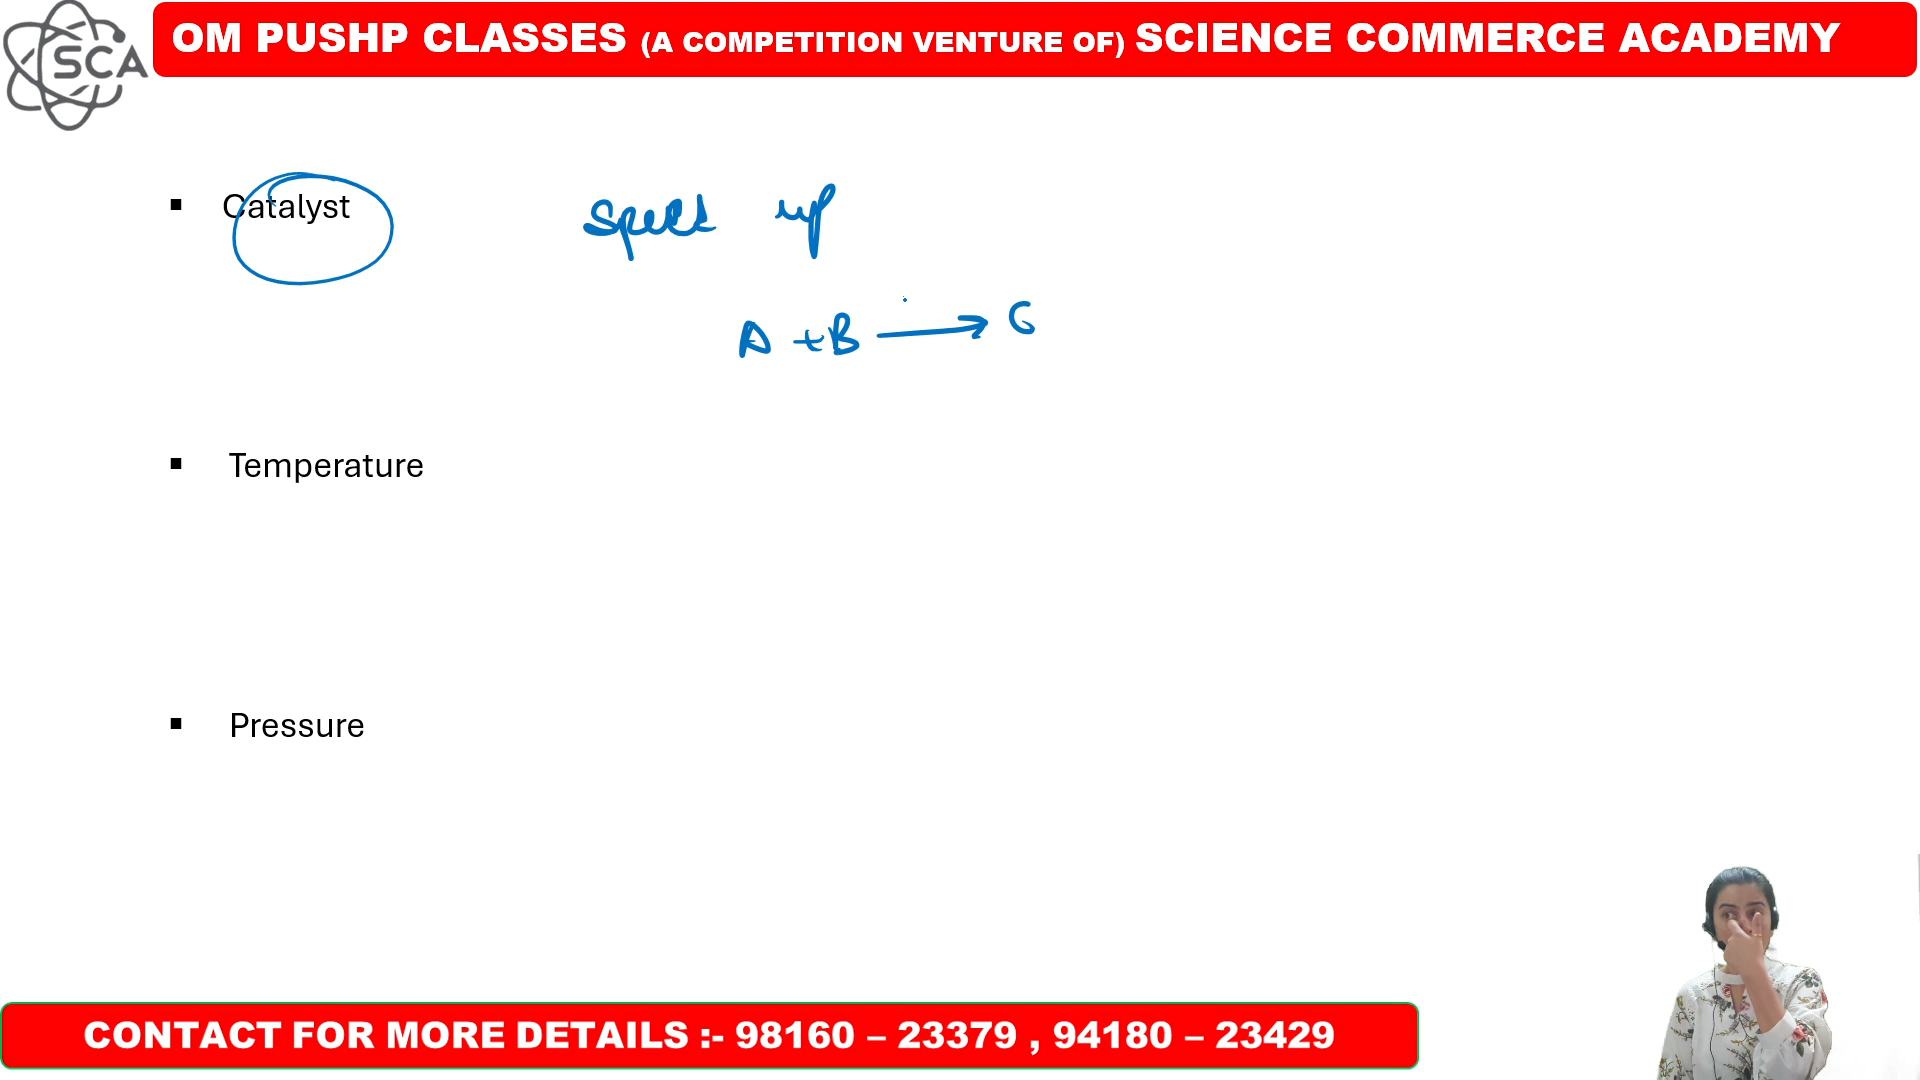 SCA
OM PUSHP CLASSES (A COMPETITION VENTURE OF) SCIENCE COMMERCE ACADEMY
▪ Catalyst speed up
A + B → C
▪ Temperature
▪ Pressure
CONTACT FOR MORE DETAILS :- 98160 – 23379 , 94180 – 23429